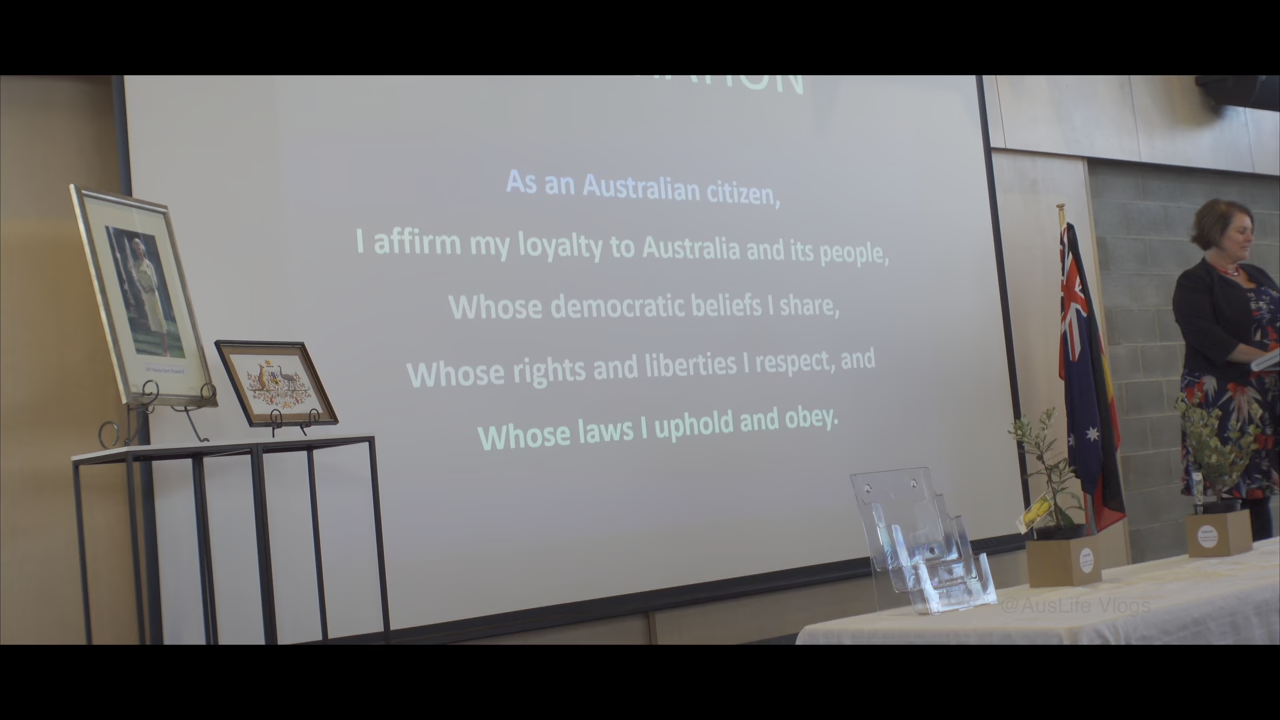 As an Australian citizen,
I affirm my loyalty to Australia and its people,
Whose democratic beliefs I share,
Whose rights and liberties I respect, and
Whose laws I uphold and obey.
@AusLife Vlogs